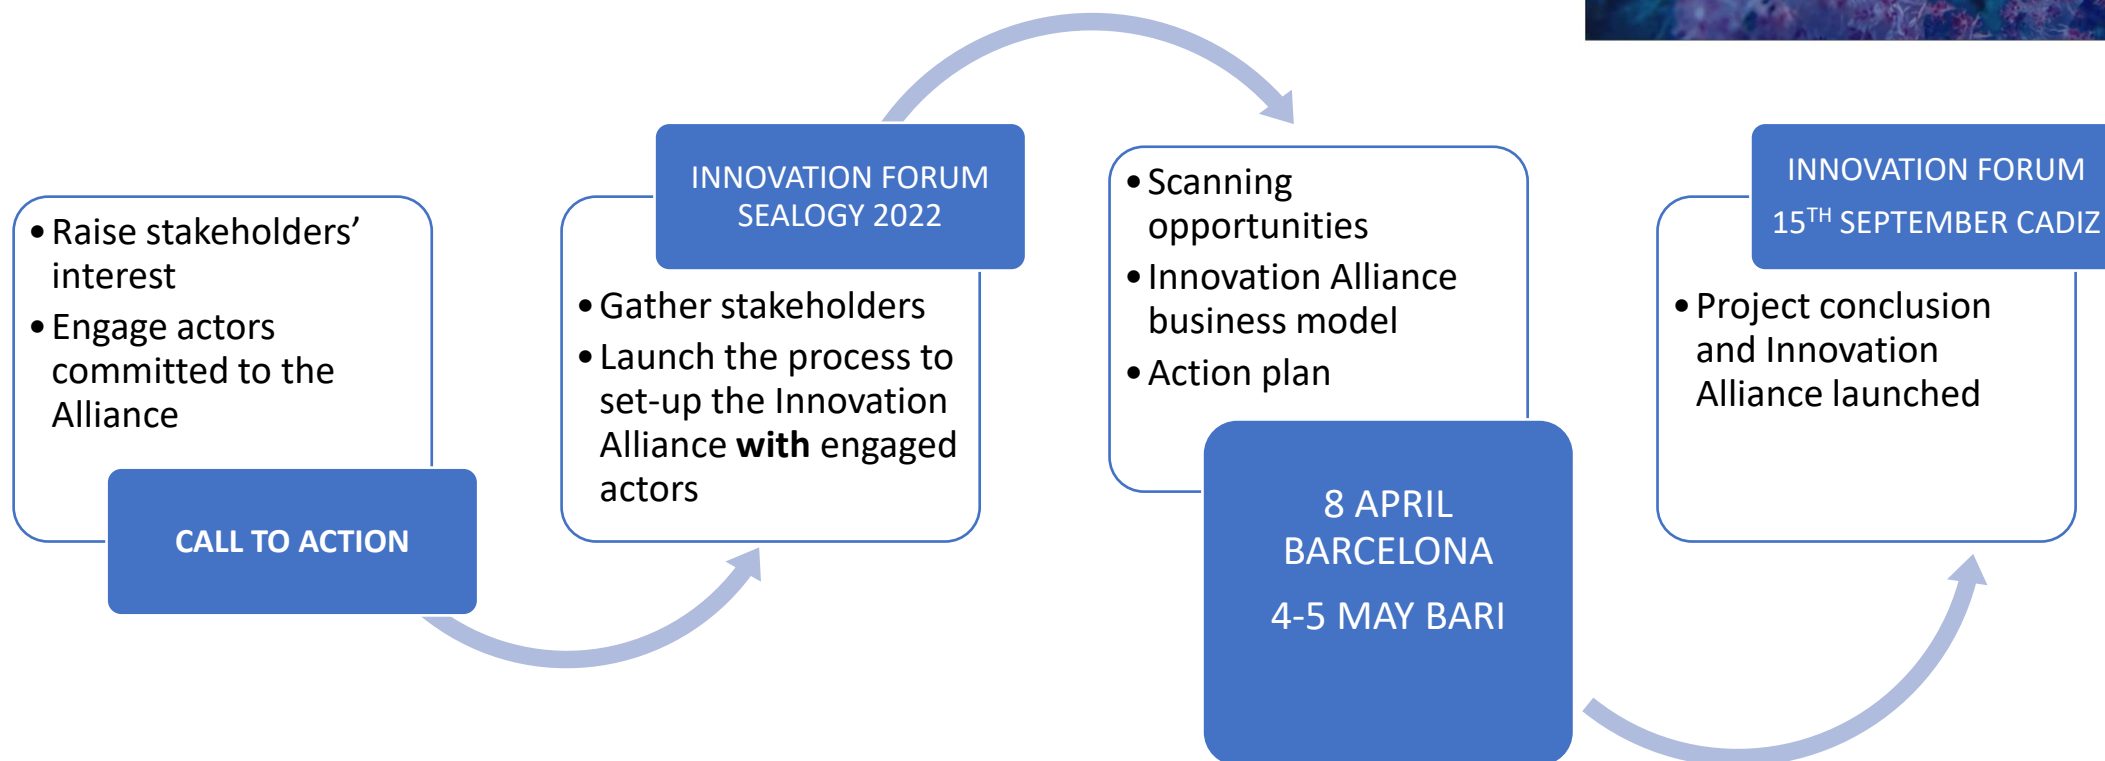 • Raise stakeholders’
interest
• Engage actors
committed to the
Alliance
CALL TO ACTION
INNOVATION FORUM
SEALOGY 2022
• Gather stakeholders
• Launch the process to
set-up the Innovation
Alliance with engaged
actors
• Scanning
opportunities
• Innovation Alliance
business model
• Action plan
8 APRIL
BARCELONA
4-5 MAY BARI
INNOVATION FORUM
15TH SEPTEMBER CADIZ
• Project conclusion
and Innovation
Alliance launched